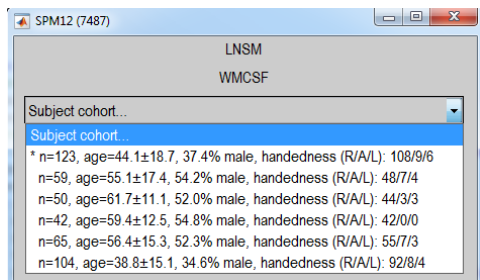 SPM12 (7487)
LNSM
WMCSF
Subject cohort...
Subject cohort...
* n=123, age=44.1±18.7, 37.4% male, handedness (R/A/L): 108/9/6
n=59, age=55.1±17.4, 54.2% male, handedness (R/A/L): 48/7/4
n=50, age=61.7±11.1, 52.0% male, handedness (R/A/L): 44/3/3
n=42, age=59.4±12.5, 54.8% male, handedness (R/A/L): 42/0/0
n=65, age=56.4±15.3, 52.3% male, handedness (R/A/L): 55/7/3
n=104, age=38.8±15.1, 34.6% male, handedness (R/A/L): 92/8/4